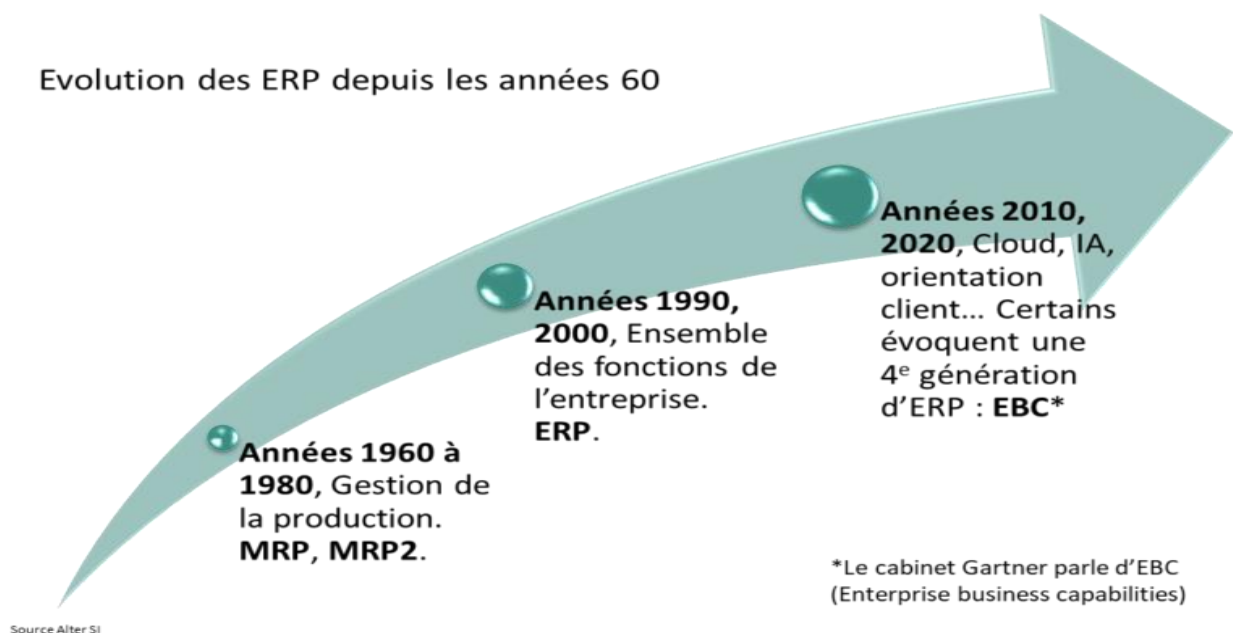 Evolution des ERP depuis les années 60
Années 1960 à
1980, Gestion de
la production.
MRP, MRP2.
Années 1990,
2000, Ensemble
des fonctions de
l’entreprise.
ERP.
Années 2010,
2020, Cloud, IA,
orientation
client... Certains
évoquent une
4e génération
d’ERP : EBC*
*Le cabinet Gartner parle d’EBC
(Enterprise business capabilities)
Source Alter SI